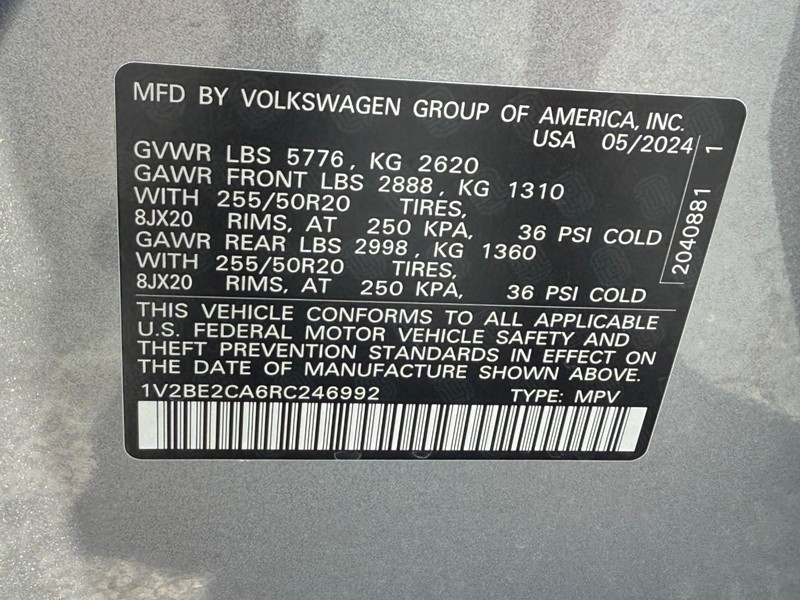 MFD BY VOLKSWAGEN GROUP OF AMERICA, INC.
USA 05/2024
GVWR LBS 5776, KG 2620
GAWR FRONT LBS 2888, KG 1310
WITH 255/50R20 TIRES,
8JX20 RIMS, AT 250 KPA, 36 PSI COLD
GAWR REAR LBS 2998, KG 1360
WITH 255/50R20 TIRES,
8JX20 RIMS, AT 250 KPA, 36 PSI COLD
2040881 1
THIS VEHICLE CONFORMS TO ALL APPLICABLE
U.S. FEDERAL MOTOR VEHICLE SAFETY AND
THEFT PREVENTION STANDARDS IN EFFECT ON
THE DATE OF MANUFACTURE SHOWN ABOVE.
1V2BE2CA6RC246992 TYPE: MPV